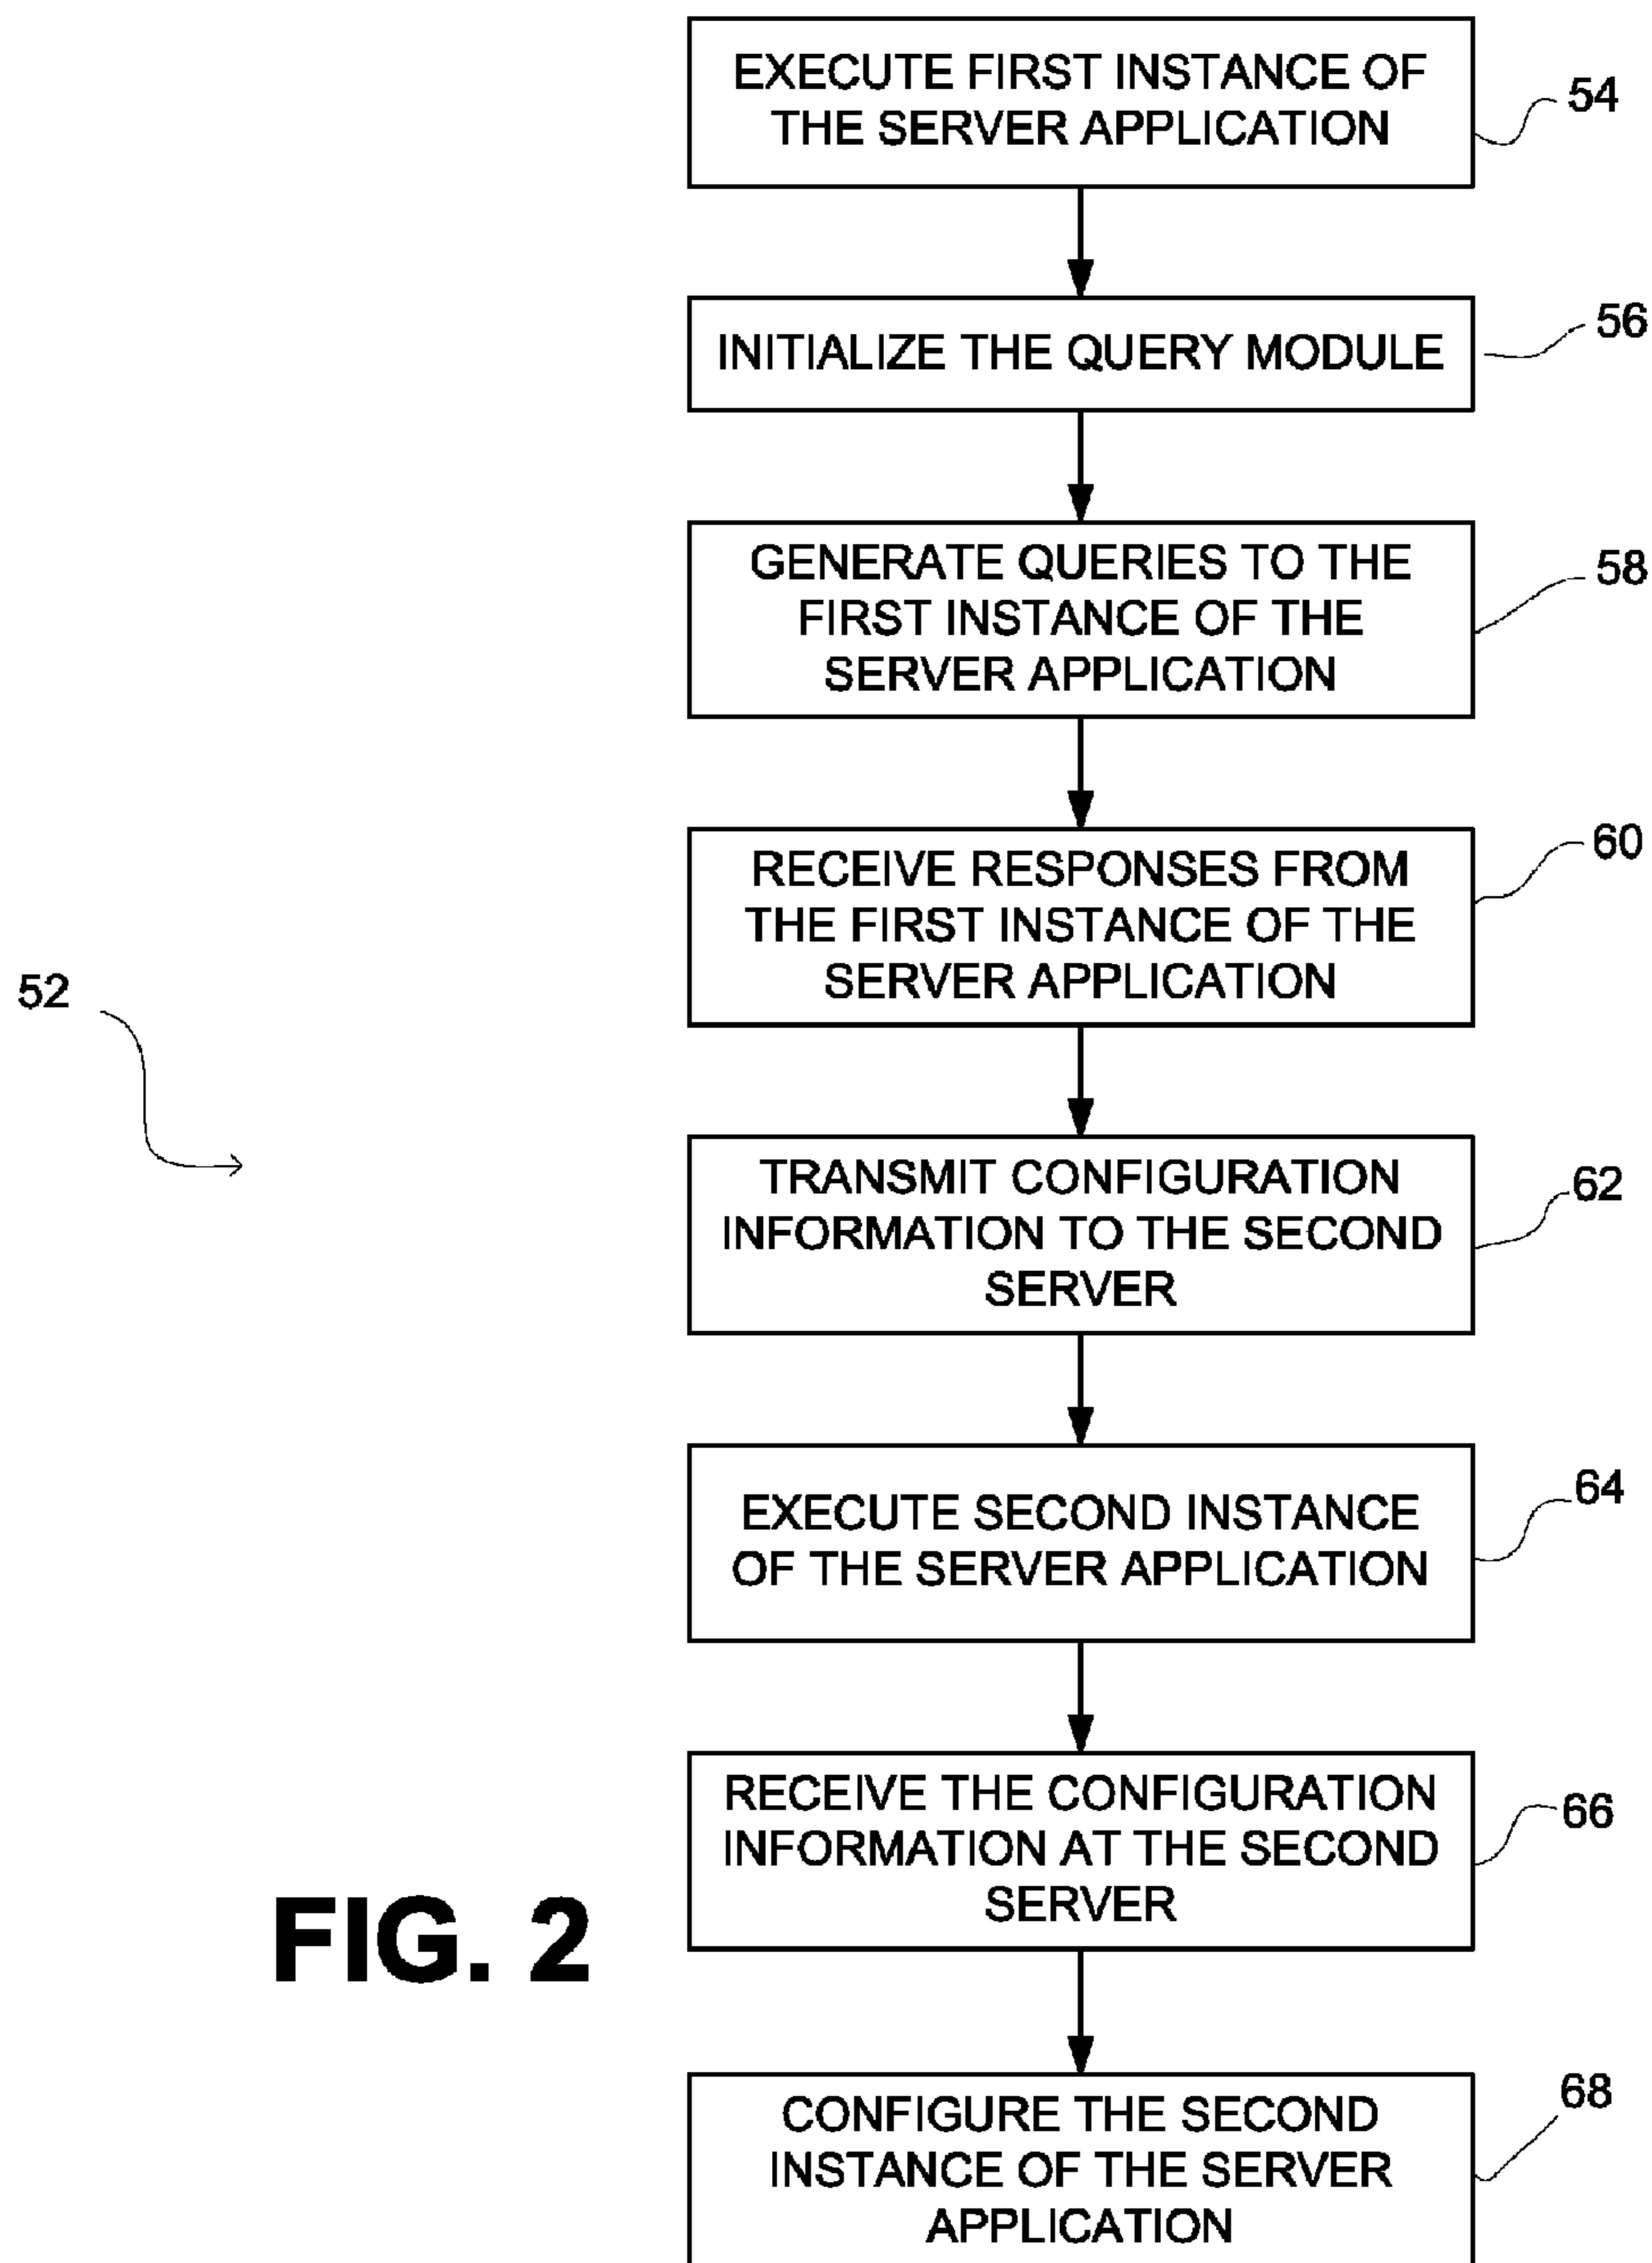 EXECUTE FIRST INSTANCE OF
THE SERVER APPLICATION
54
INITIALIZE THE QUERY MODULE
56
GENERATE QUERIES TO THE
FIRST INSTANCE OF THE
SERVER APPLICATION
58
RECEIVE RESPONSES FROM
THE FIRST INSTANCE OF THE
SERVER APPLICATION
60
52
TRANSMIT CONFIGURATION
INFORMATION TO THE SECOND
SERVER
62
EXECUTE SECOND INSTANCE
OF THE SERVER APPLICATION
64
RECEIVE THE CONFIGURATION
INFORMATION AT THE SECOND
SERVER
66
FIG. 2
CONFIGURE THE SECOND
INSTANCE OF THE SERVER
APPLICATION
68